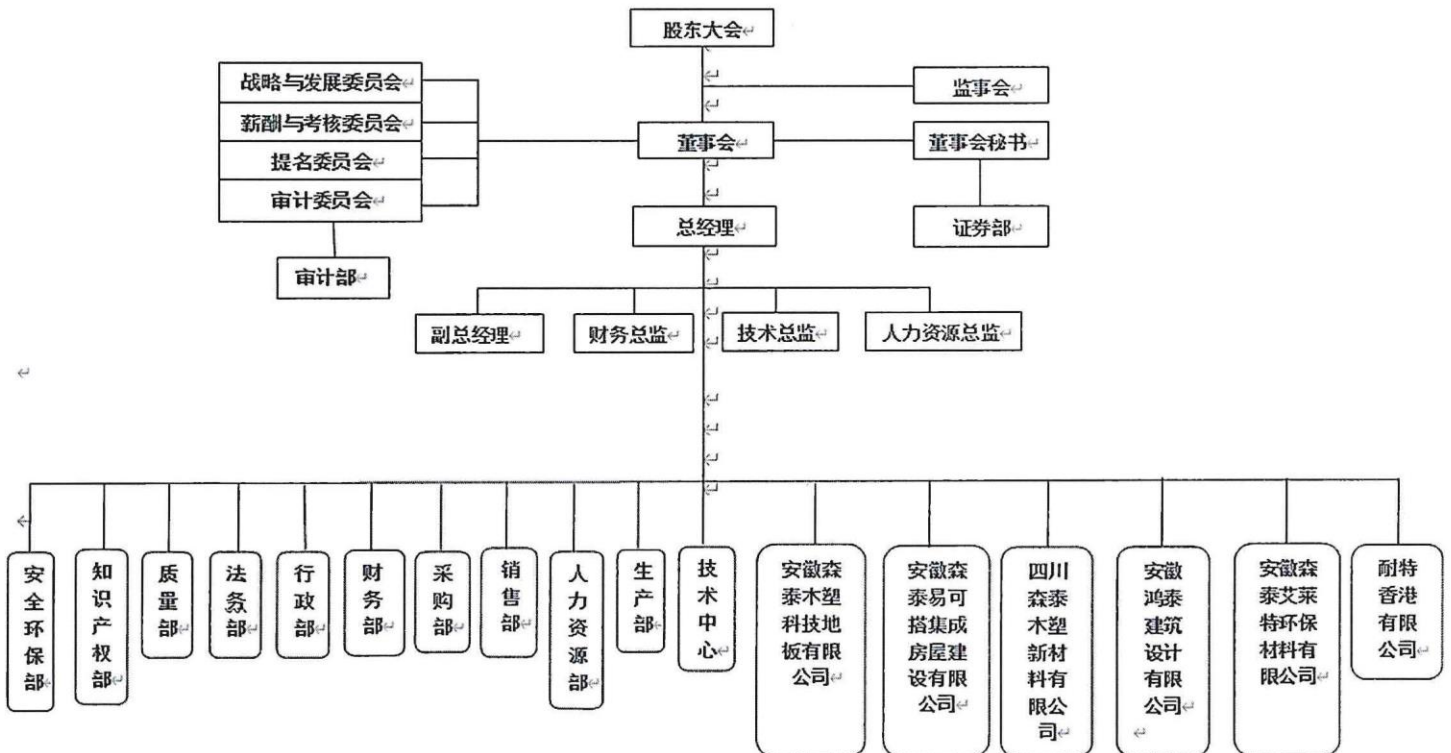 股东大会
战略与发展委员会
监事会
薪酬与考核委员会
董事会
董事会秘书
提名委员会
审计委员会
总经理
证券部
审计部
副总经理
财务总监
技术总监
人力资源总监
安全环保部
知识产权部
质量部
法务部
行政部
财务部
采购部
销售部
人力资源部
生产部
技术中心
安徽森
泰木塑
科技地
板有限
公司
安徽森
泰易可
搭集成
房屋建
设有限
公司
四川
森泰
木塑
新材
料有
限公
司
安徽
鸿泰
建筑
设计
有限
公司
安徽森
泰艾莱
特环保
材料有
限公司
耐特
香港
有限
公司